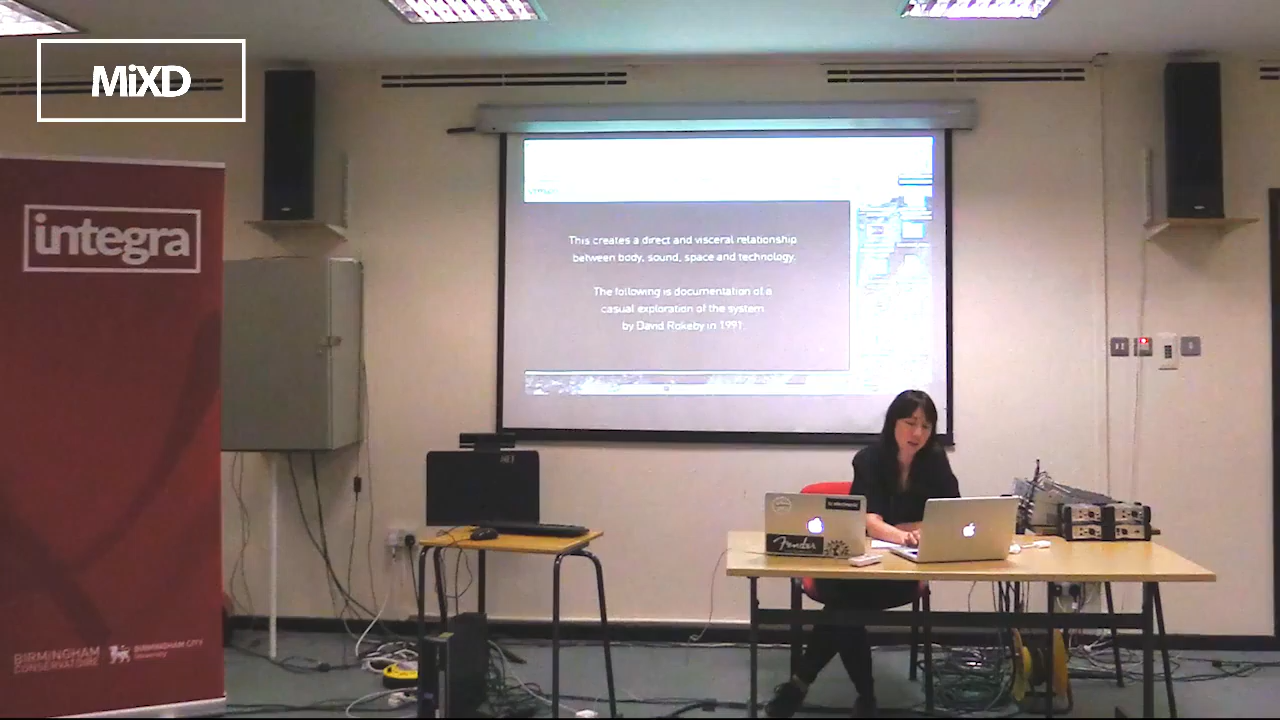 MiXD
integra
This creates a direct and visceral relationship
between body, sound, space and technology.
The following is documentation of a
casual exploration of the system
by David Rokeby in 1991.
Fender
BIRMINGHAM
CONSERVATOIRE
BIRMINGHAM CITY
University